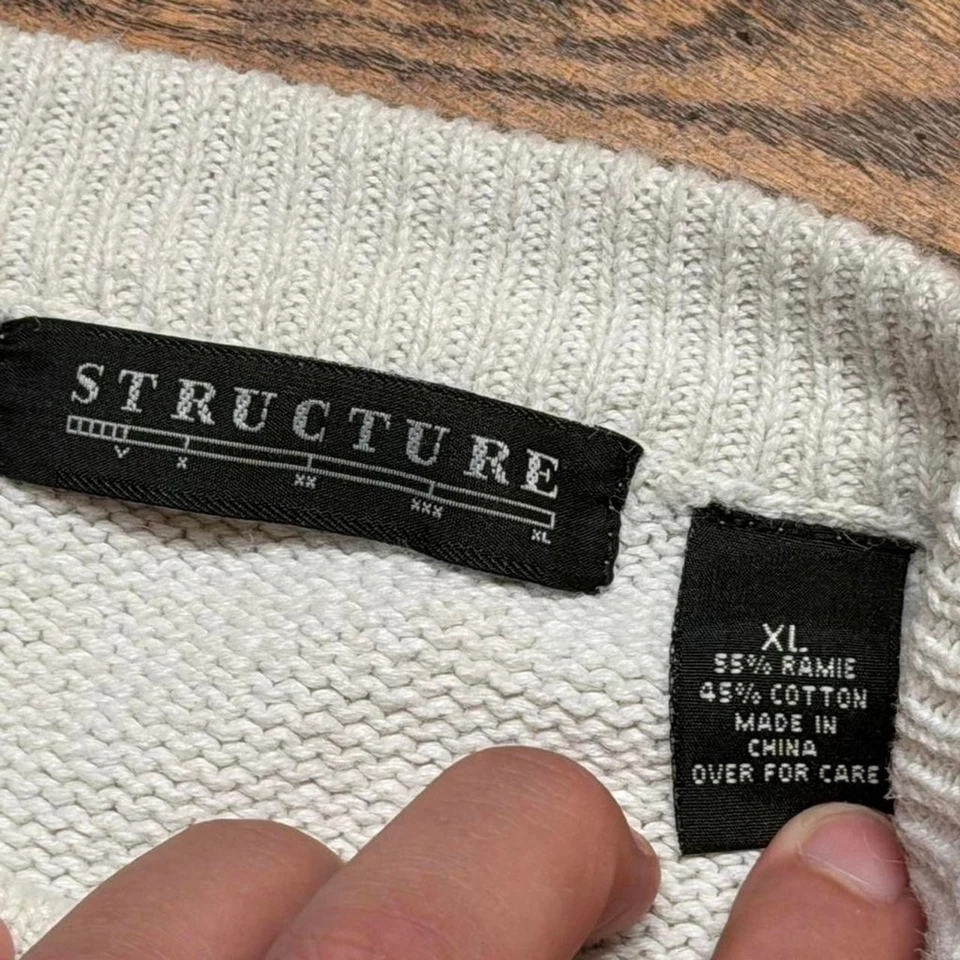 STRUCTURE
V X XX XXX XL
XL
55% RAMIE
45% COTTON
MADE IN
CHINA
OVER FOR CARE